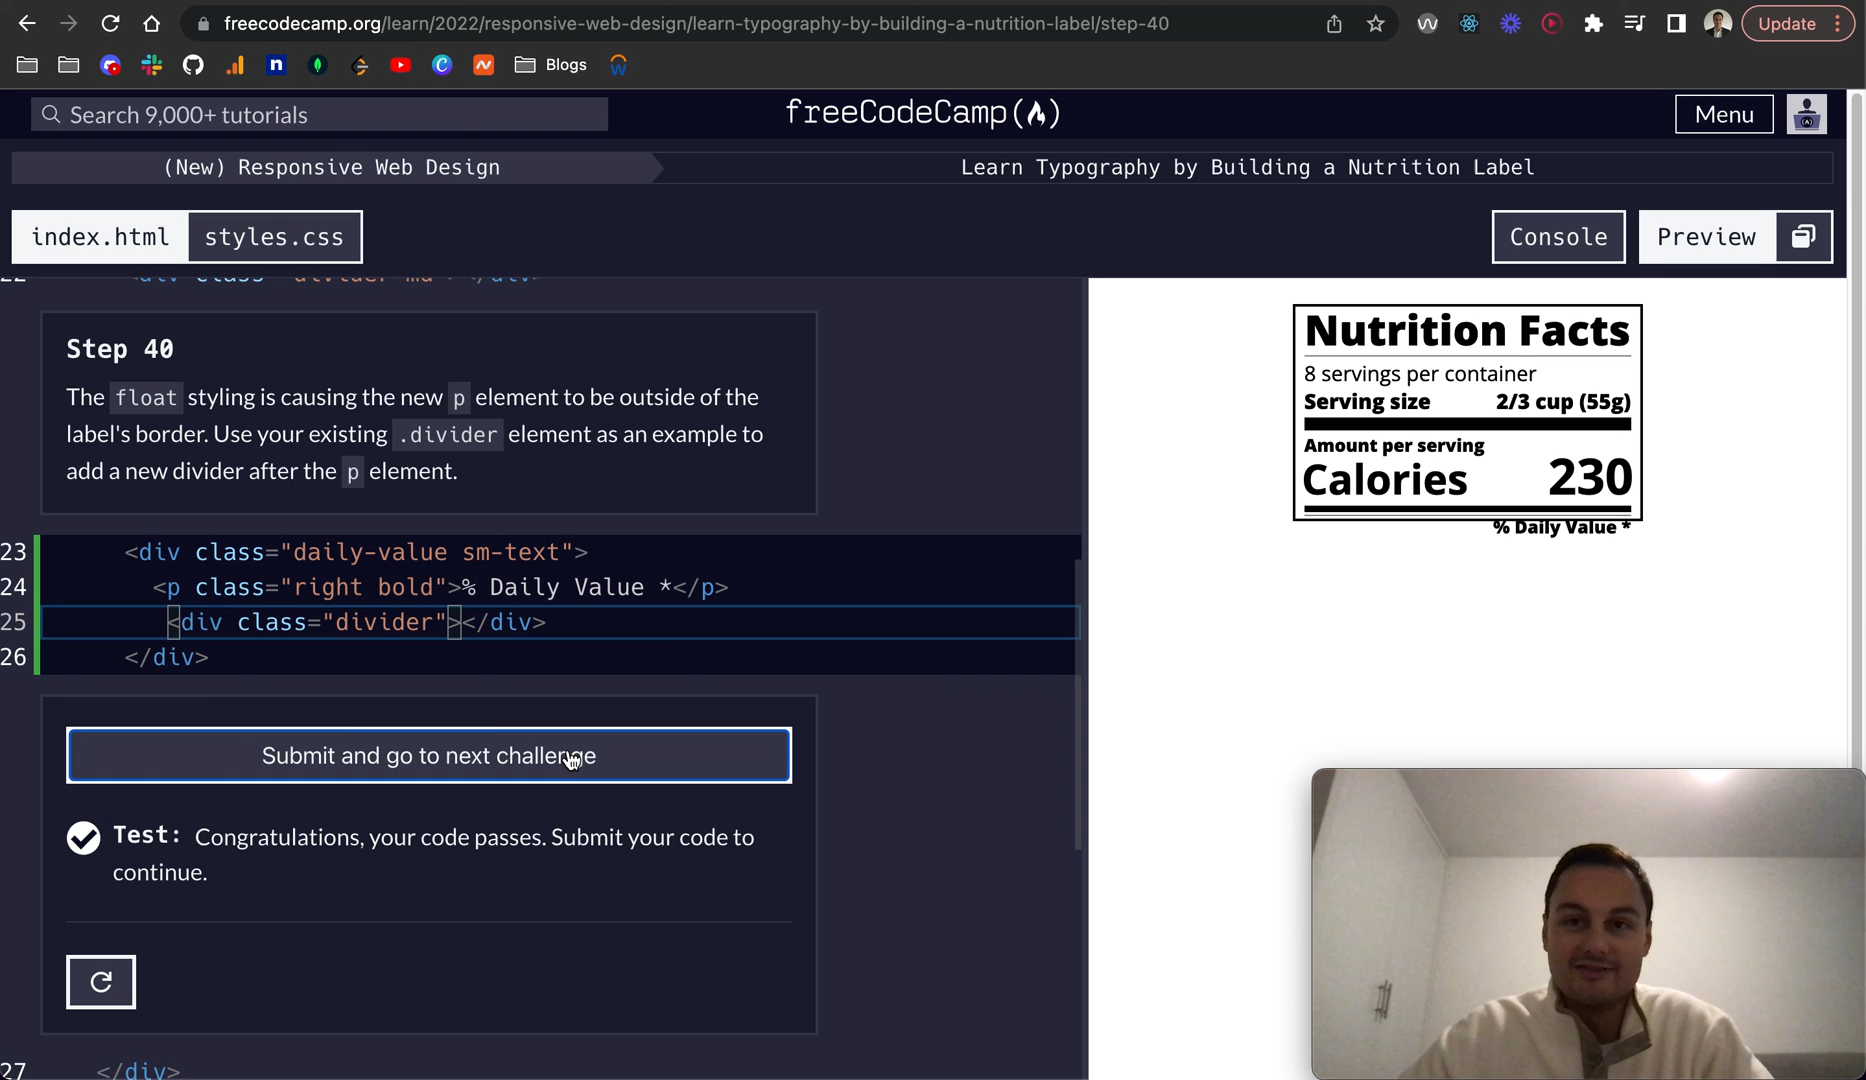 freecodecamp.org/learn/2022/responsive-web-design/learn-typography-by-building-a-nutrition-label/step-40
Update
Blogs
Search 9,000+ tutorials
freeCodeCamp
Menu
(New) Responsive Web Design
Learn Typography by Building a Nutrition Label
index.html
styles.css
Console
Preview
Step 40
The float styling is causing the new p element to be outside of the
label's border. Use your existing .divider element as an example to
add a new divider after the p element.
23 <div class="daily-value sm-text">
24 <p class="right bold">% Daily Value *</p>
25 <div class="divider"></div>
26 </div>
Submit and go to next challenge
Test: Congratulations, your code passes. Submit your code to
continue.
27 </div>
Nutrition Facts
8 servings per container
Serving size 2/3 cup (55g)
Amount per serving
Calories 230
% Daily Value *